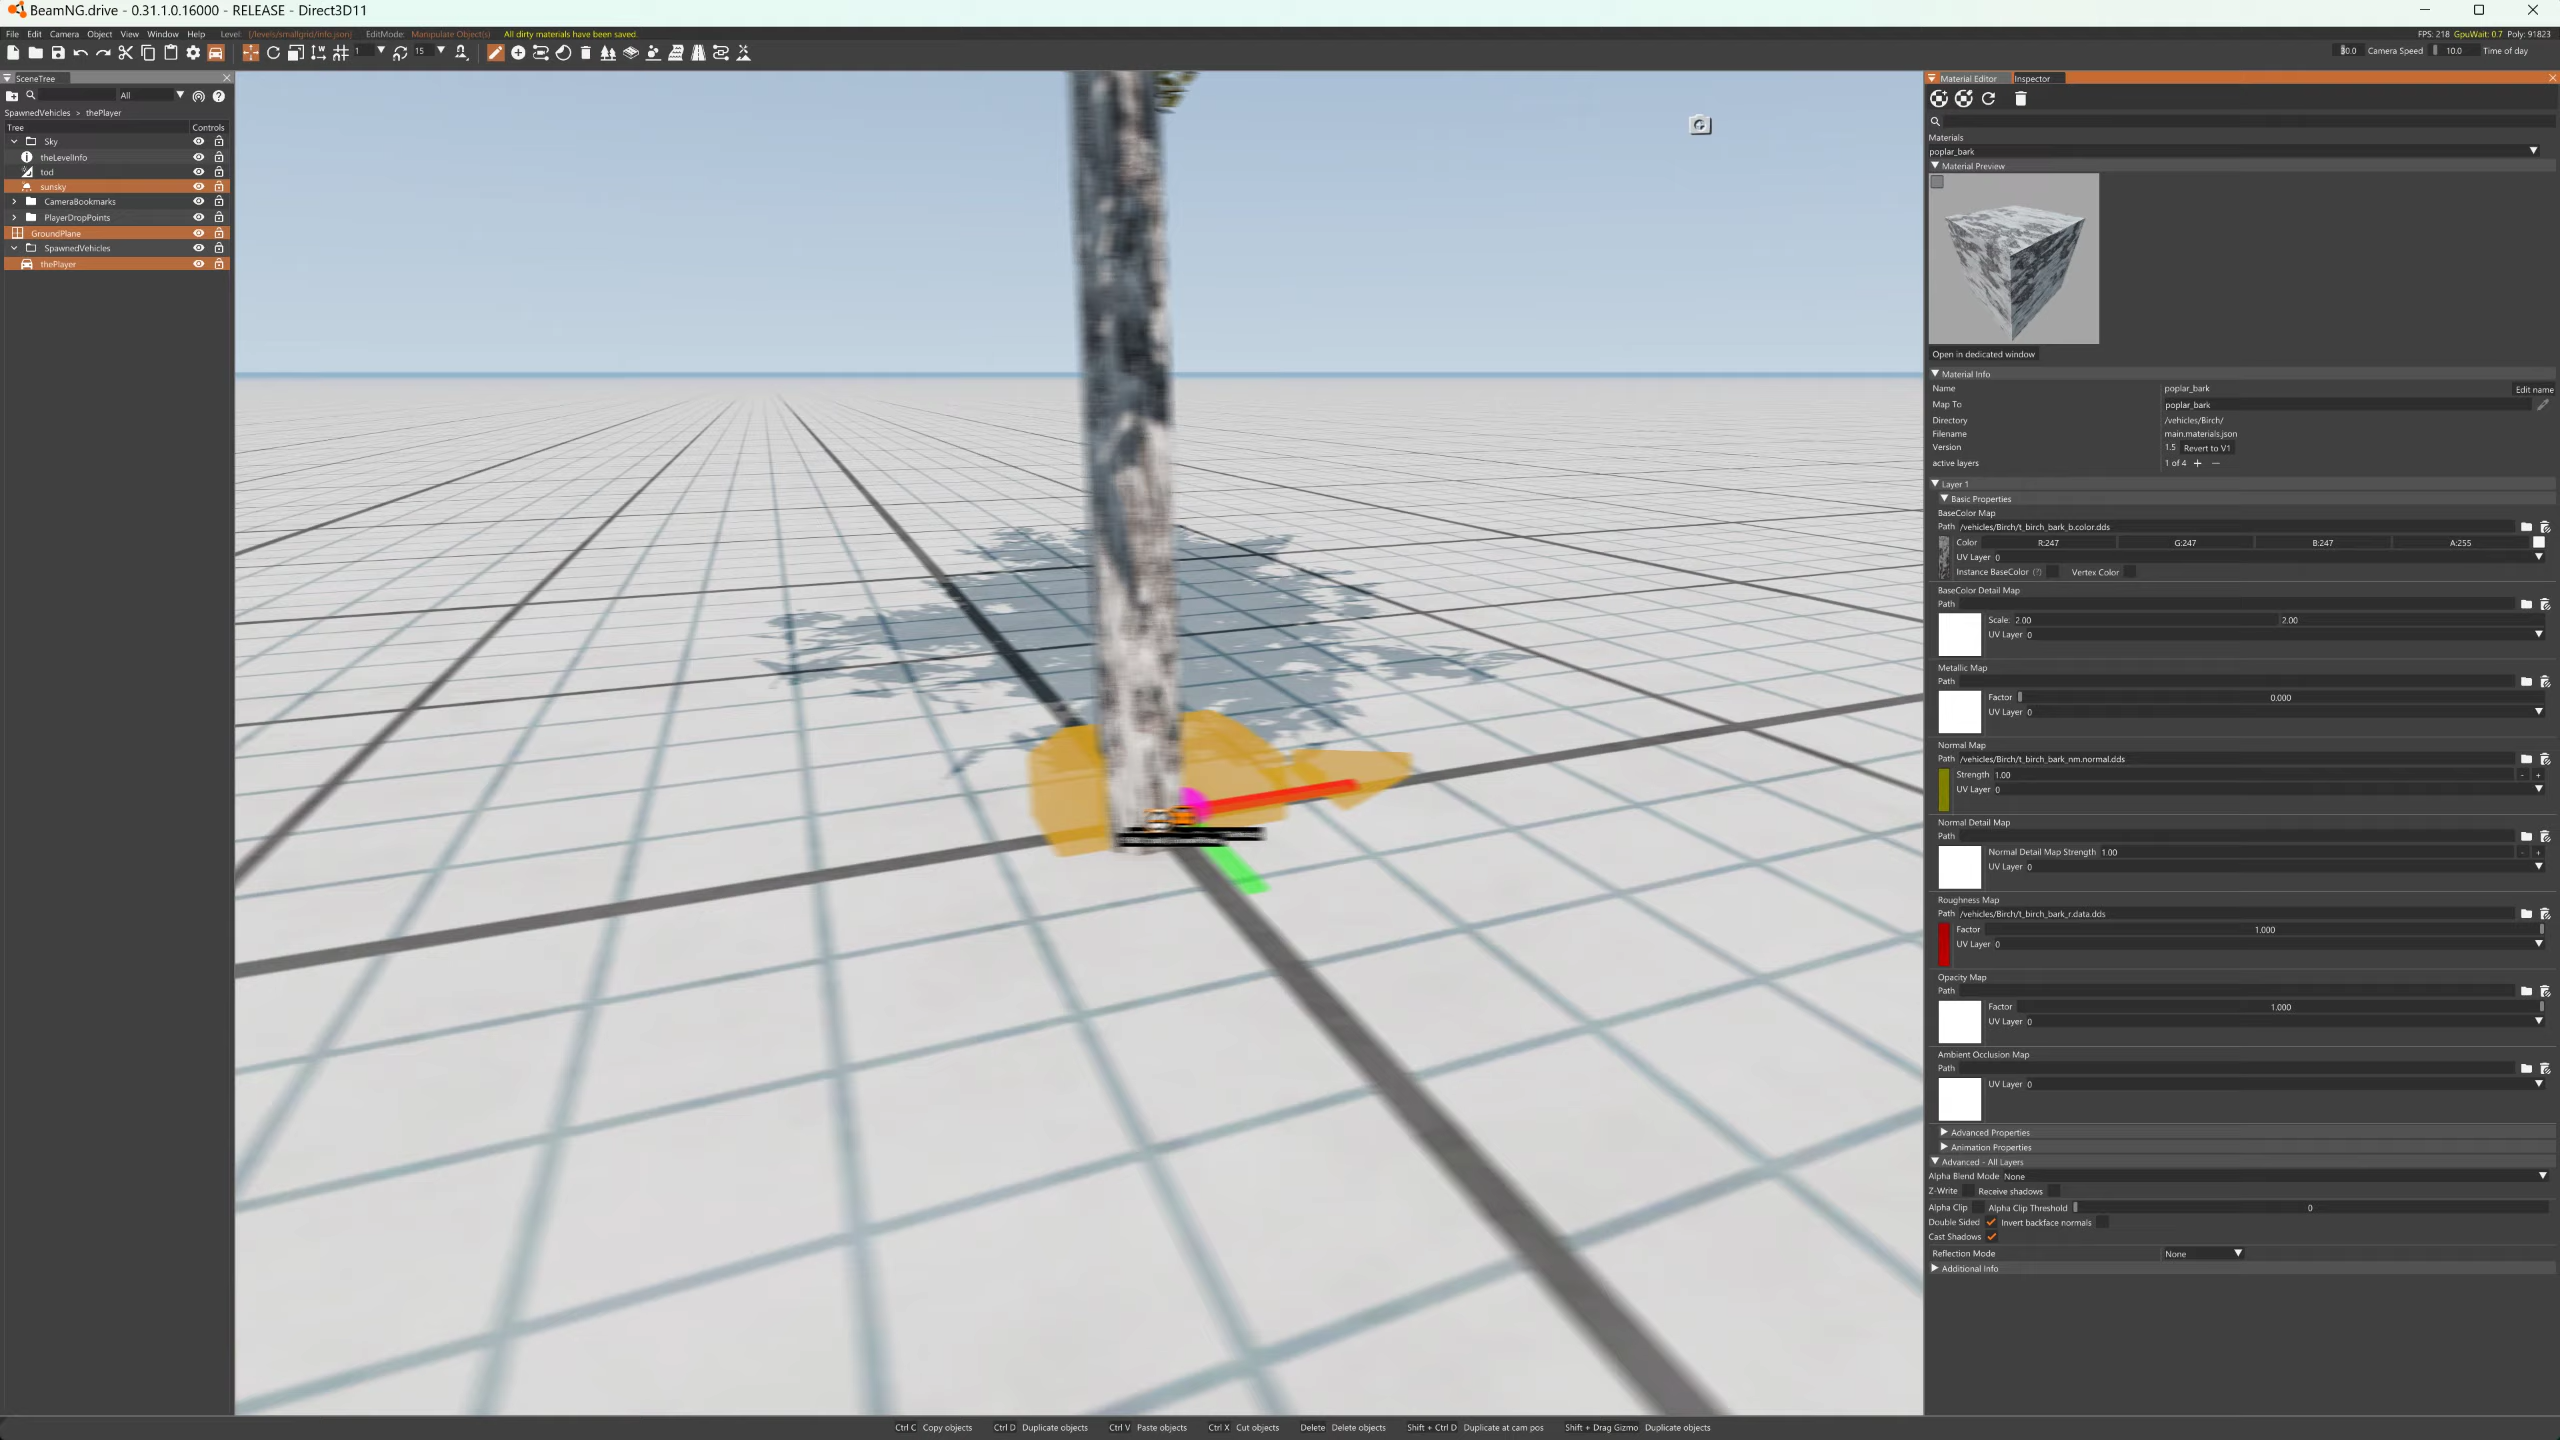 BeamNG.drive - 0.31.1.0.16000 - RELEASE - Direct3D11
File Edit Camera Object View Window Help Level: [/levels/smallgrid/info.json] EditMode: Manipulate Object(s) All dirty materials have been saved. FPS: 218 GpuWait: 0.7 Poly: 91823
1 15 30.0 Camera Speed 10.0 Time of day
SceneTree
All
SpawnedVehicles > thePlayer
Tree Controls
Sky
theLevelInfo
tod
sunsky
CameraBookmarks
PlayerDropPoints
GroundPlane
SpawnedVehicles
thePlayer
Material Editor Inspector
Materials
poplar_bark
Material Preview
Open in dedicated window
Material Info
Name poplar_bark Edit name
Map To poplar_bark
Directory /vehicles/Birch/
Filename main.materials.json
Version 1.5 Revert to V1
active layers 1 of 4 + −
Layer 1
Basic Properties
BaseColor Map
Path /vehicles/Birch/t_birch_bark_b.color.dds
Color R:247 G:247 B:247 A:255
UV Layer 0
Instance BaseColor (?) Vertex Color
BaseColor Detail Map
Path
Scale: 2.00 2.00
UV Layer 0
Metallic Map
Path
Factor 0.000
UV Layer 0
Normal Map
Path /vehicles/Birch/t_birch_bark_nm.normal.dds
Strength 1.00 - +
UV Layer 0
Normal Detail Map
Path
Normal Detail Map Strength 1.00 - +
UV Layer 0
Roughness Map
Path /vehicles/Birch/t_birch_bark_r.data.dds
Factor 1.000
UV Layer 0
Opacity Map
Path
Factor 1.000
UV Layer 0
Ambient Occlusion Map
Path
UV Layer 0
Advanced Properties
Animation Properties
Advanced - All Layers
Alpha Blend Mode None
Z-Write Receive shadows
Alpha Clip Alpha Clip Threshold 0
Double Sided Invert backface normals
Cast Shadows
Reflection Mode None
Additional Info
Ctrl C Copy objects Ctrl D Duplicate objects Ctrl V Paste objects Ctrl X Cut objects Delete Delete objects Shift + Ctrl D Duplicate at cam pos Shift + Drag Gizmo Duplicate objects